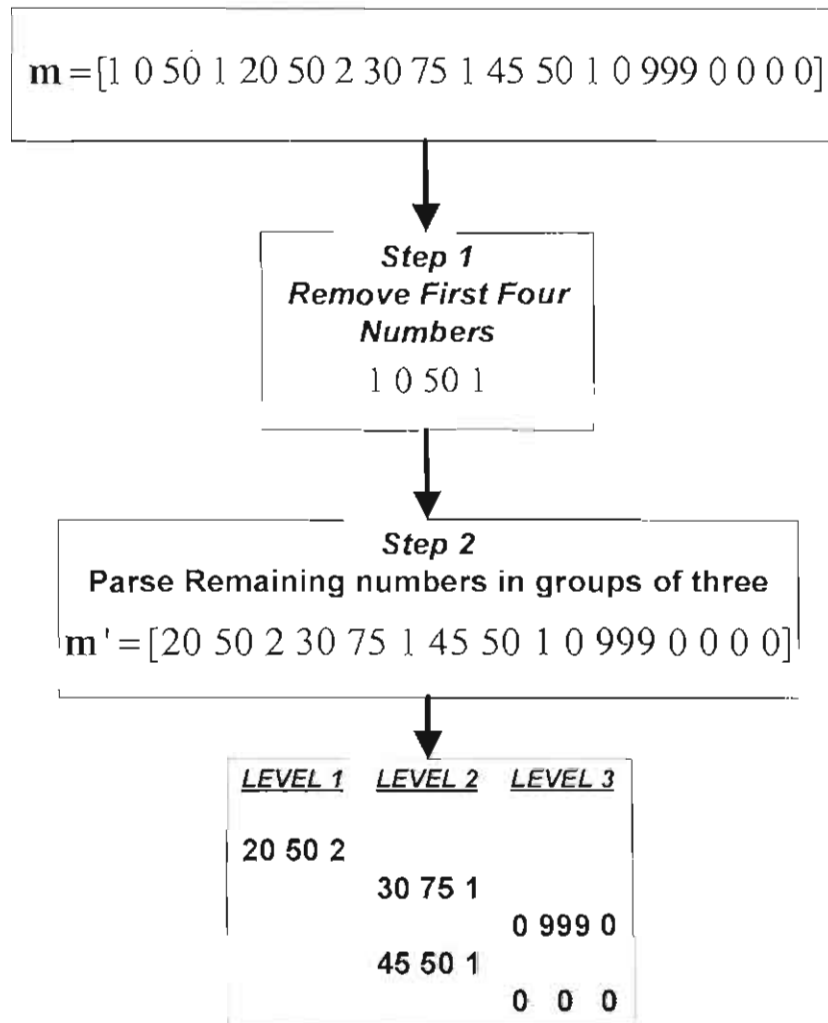 m = [1 0 50 1 20 50 2 30 75 1 45 50 1 0 999 0 0 0 0]
Step 1
Remove First Four
Numbers
1 0 50 1
Step 2
Parse Remaining numbers in groups of three
m' = [20 50 2 30 75 1 45 50 1 0 999 0 0 0 0]
LEVEL 1 LEVEL 2 LEVEL 3
20 50 2
30 75 1
0 999 0
45 50 1
0 0 0